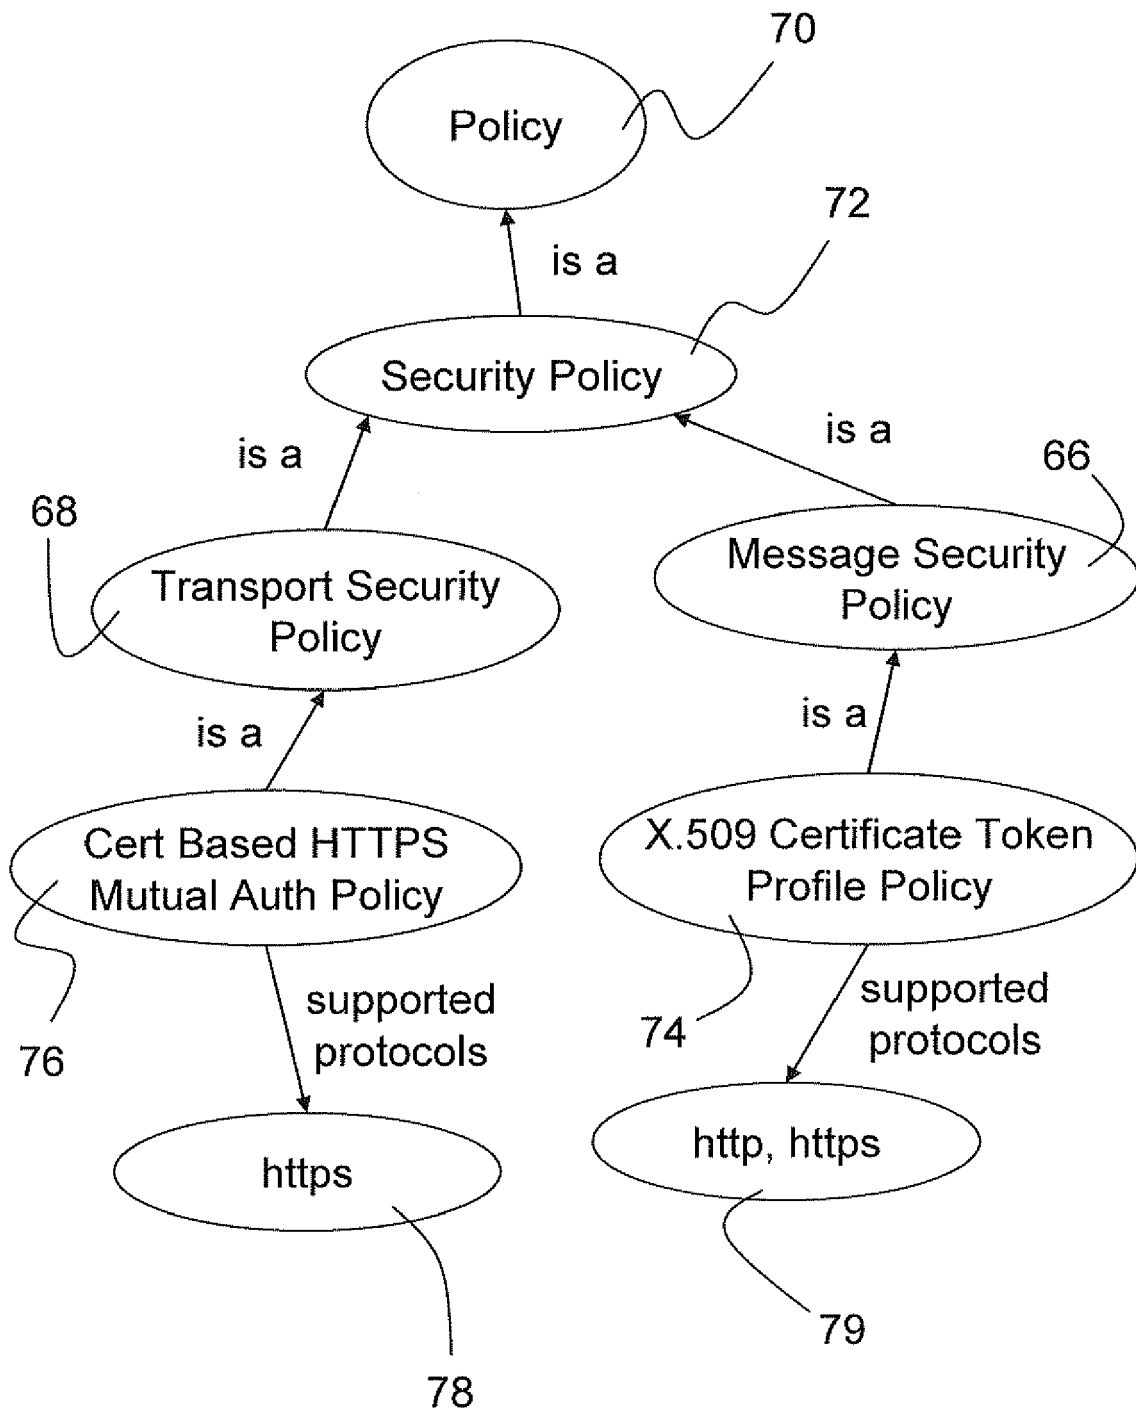 70
Policy
72
is a
Security Policy
is a
is a
66
68
Message Security
Policy
Transport Security
Policy
is a
is a
Cert Based HTTPS
Mutual Auth Policy
X.509 Certificate Token
Profile Policy
supported
protocols
supported
protocols
76
74
http, https
https
79
78